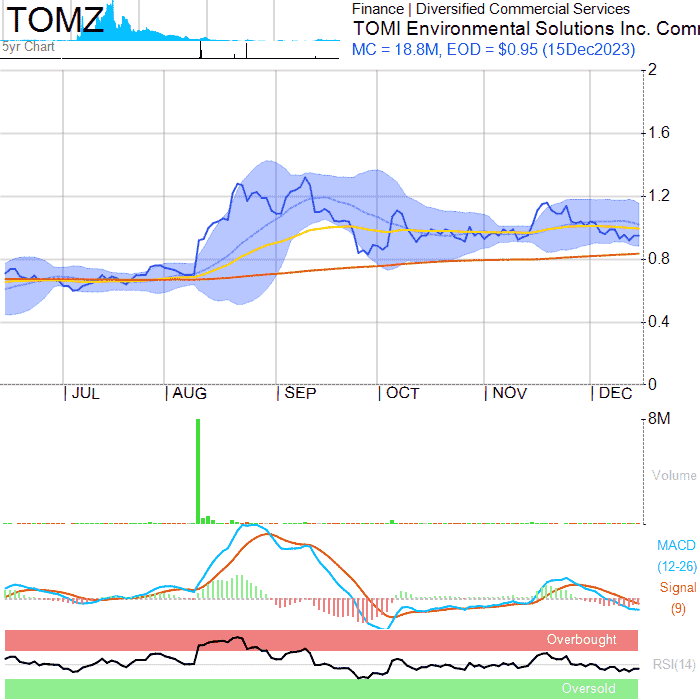 TOMZ
5yr Chart
Finance | Diversified Commercial Services
TOMI Environmental Solutions Inc. Com
MC = 18.8M, EOD = $0.95 (15Dec2023)
2
1.6
1.2
0.8
0.4
0
JUL
AUG
SEP
OCT
NOV
DEC
8M
Volume
MACD
(12-26)
Signal
(9)
Overbought
RSI(14)
Oversold